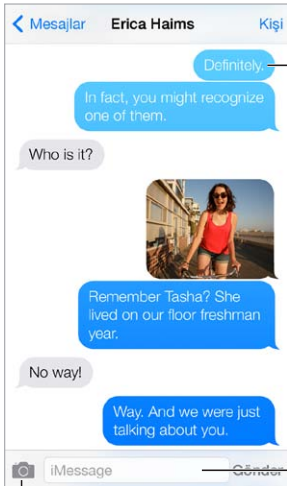 Mesajlar Erica Haims Kişi
Definitely.
In fact, you might recognize
one of them.
Who is it?
Remember Tasha? She
lived on our floor freshman
year.
No way!
Way. And we were just
talking about you.
iMessage Gönder